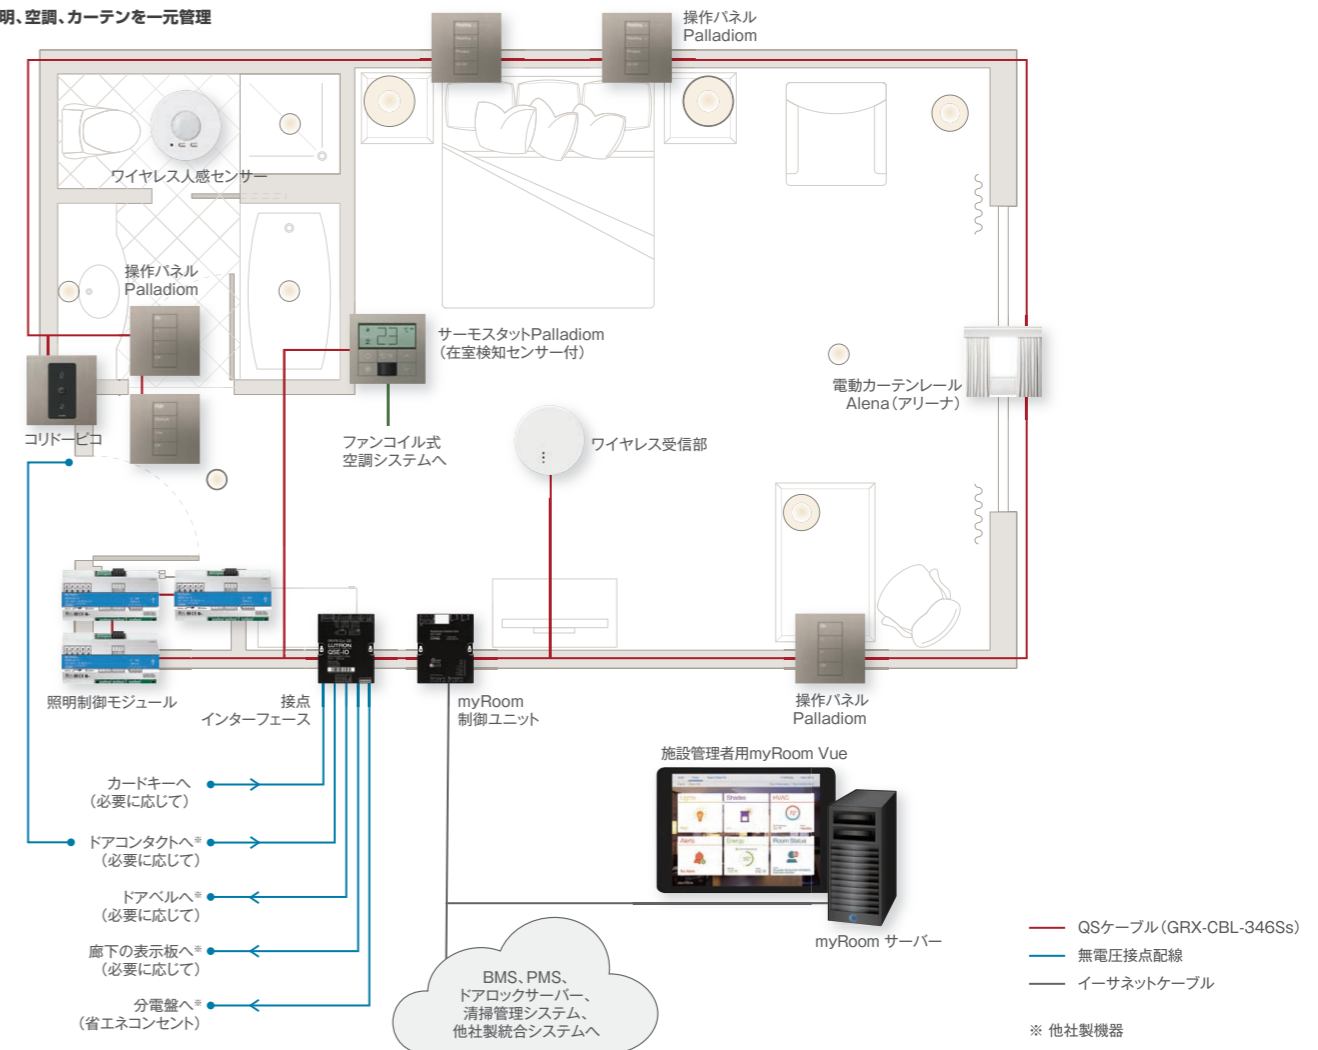 明、空調、カーテンを一元管理
操作パネル
Palladiom
ワイヤレス人感センサー
操作パネル
Palladiom
サーモスタットPalladiom
（在室検知センサー付）
電動カーテンレール
Alena（アリーナ）
コリドーピコ
ファンコイル式
空調システムへ
ワイヤレス受信部
LUTRON
QSE-IO
照明制御モジュール
接点
インターフェース
myRoom
制御ユニット
操作パネル
Palladiom
施設管理者用myRoom Vue
Lights
Shades
HVAC
Alerts
Energy
Room Status
カードキーへ
（必要に応じて）
ドアコンタクトへ※
（必要に応じて）
ドアベルへ※
（必要に応じて）
廊下の表示板へ※
（必要に応じて）
分電盤へ※
（省エネコンセント）
myRoom サーバー
BMS、PMS、
ドアロックサーバー、
清掃管理システム、
他社製統合システムへ
QSケーブル（GRX-CBL-346Ss）
無電圧接点配線
イーサネットケーブル
※ 他社製機器